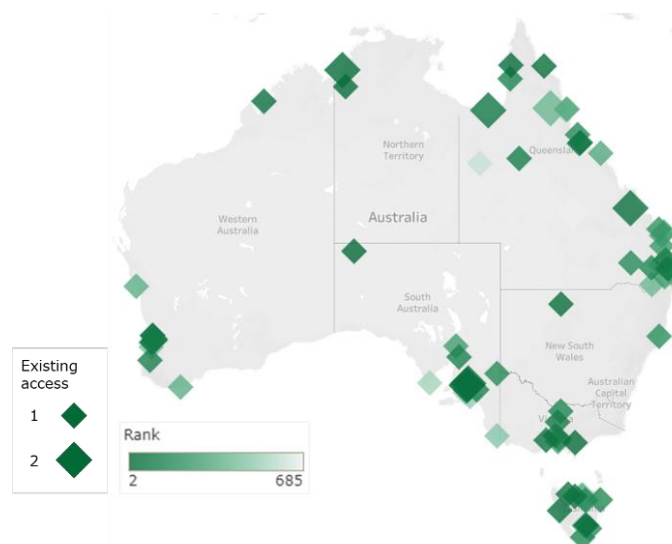 Northern
Territory
Queensland
Western
Australia
Australia
South
Australia
New South
Wales
Australian
Capital
Territory
Existing
access
1
2
Rank
2
685